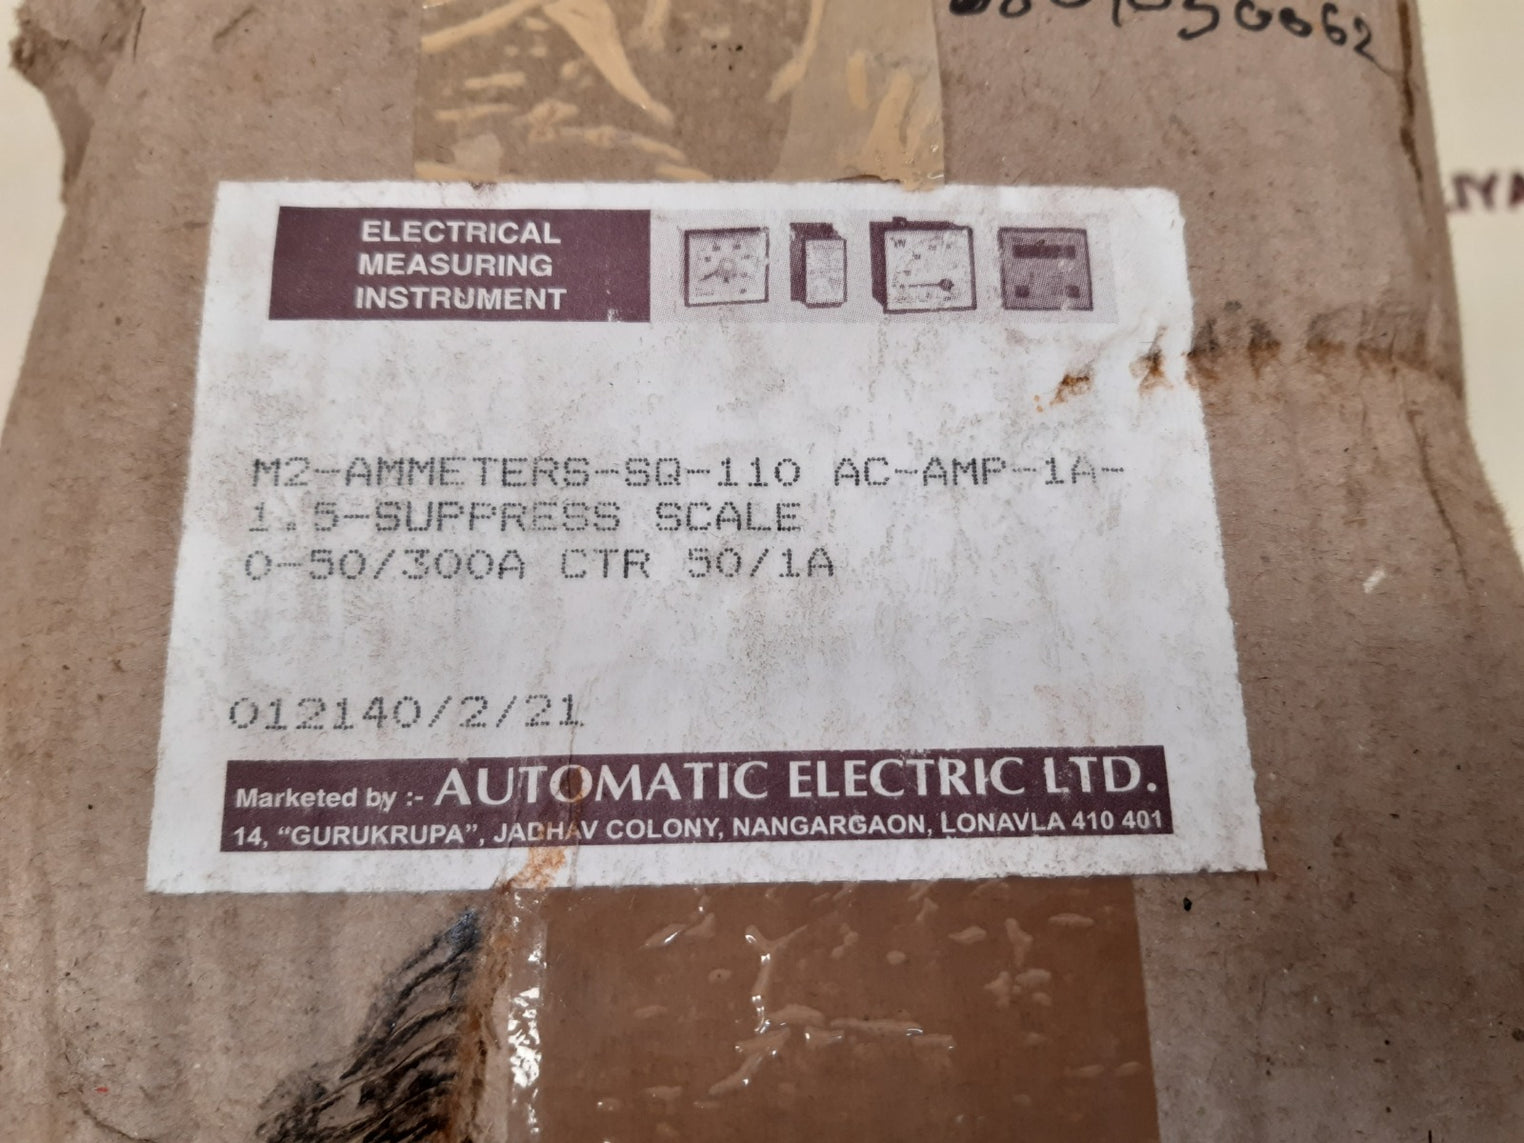 ELECTRICAL
MEASURING
INSTRUMENT
M2-AMMETERS-SQ-110 AC-AMP-1A-
1.5-SUPPRESS SCALE
0-50/300A CTR 50/1A
012140/2/21
Marketed by :- AUTOMATIC ELECTRIC LTD.
14, “GURUKRUPA”, JADHAV COLONY, NANGARGAON, LONAVLA 410 401